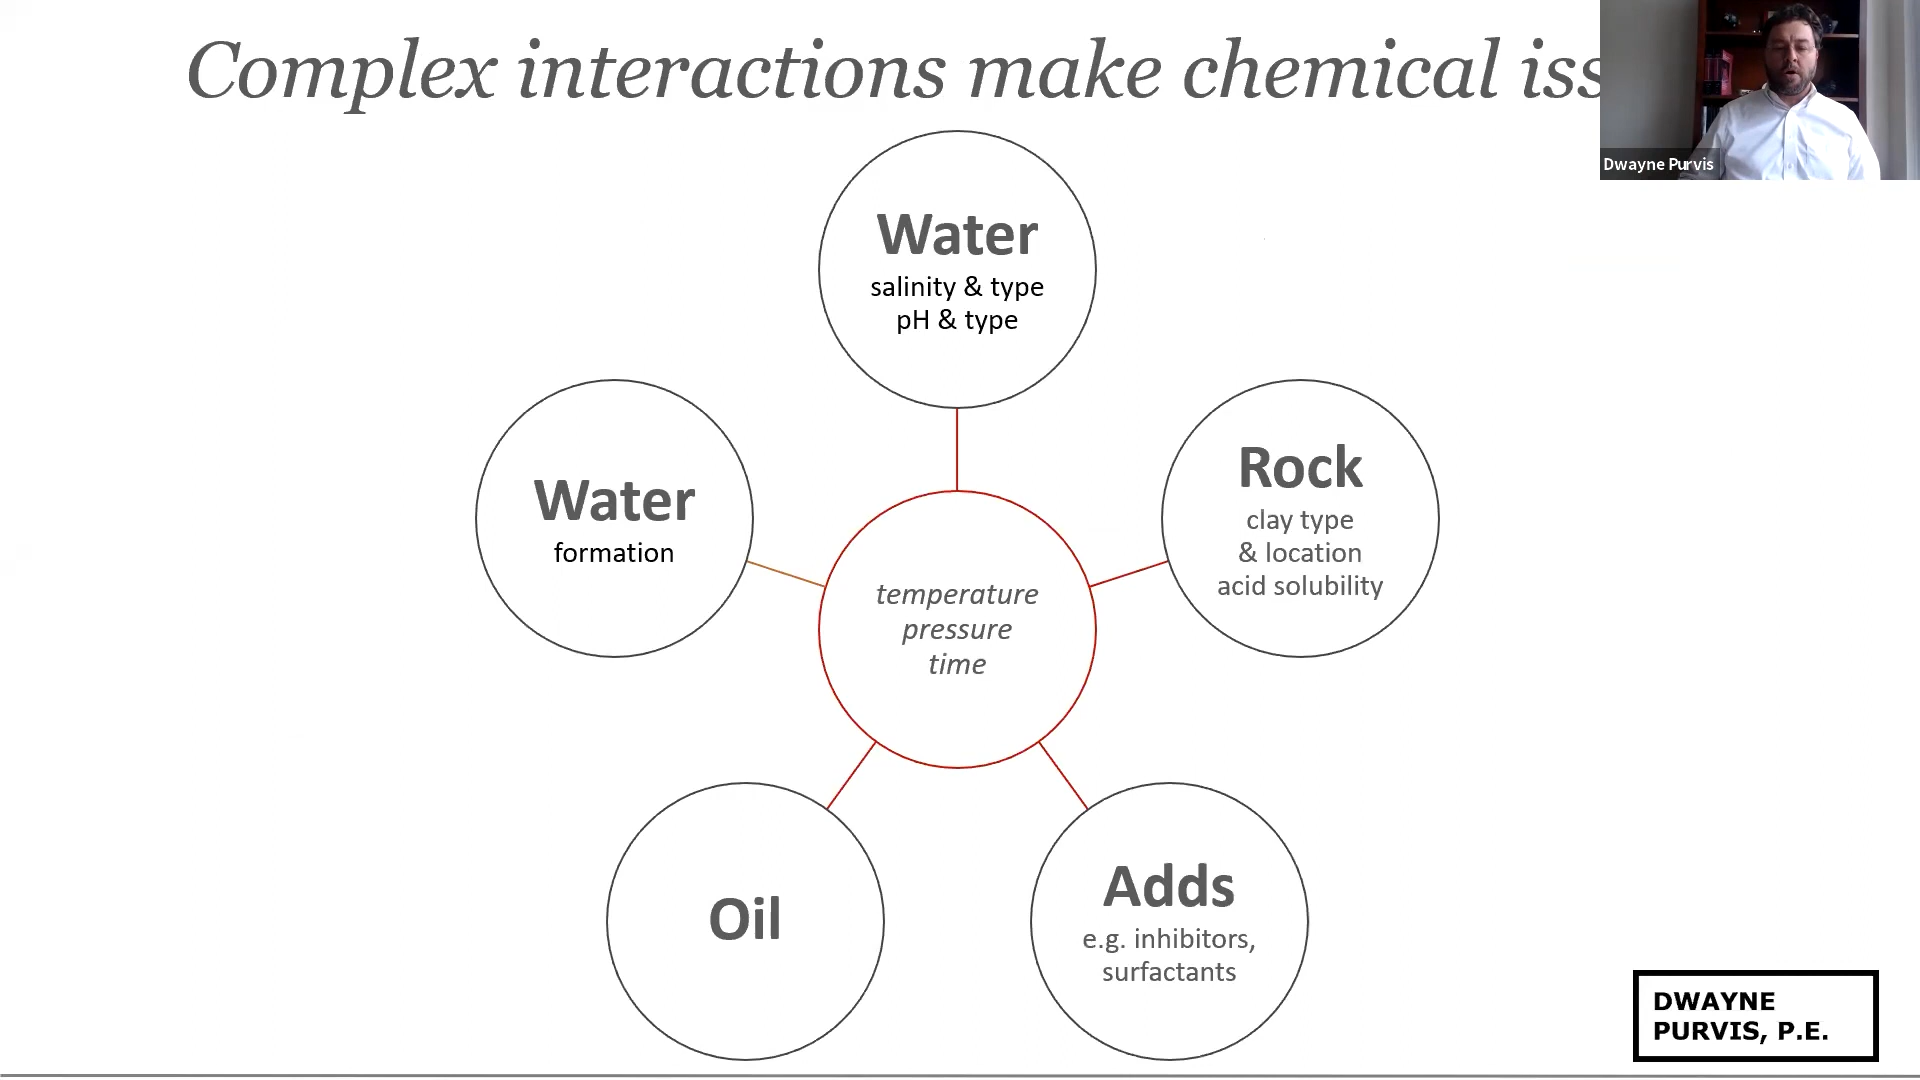 Complex interactions make chemical iss
Dwayne Purvis
Water
salinity & type
pH & type
Water
formation
Rock
clay type
& location
acid solubility
temperature
pressure
time
Oil
Adds
e.g. inhibitors,
surfactants
DWAYNE
PURVIS, P.E.